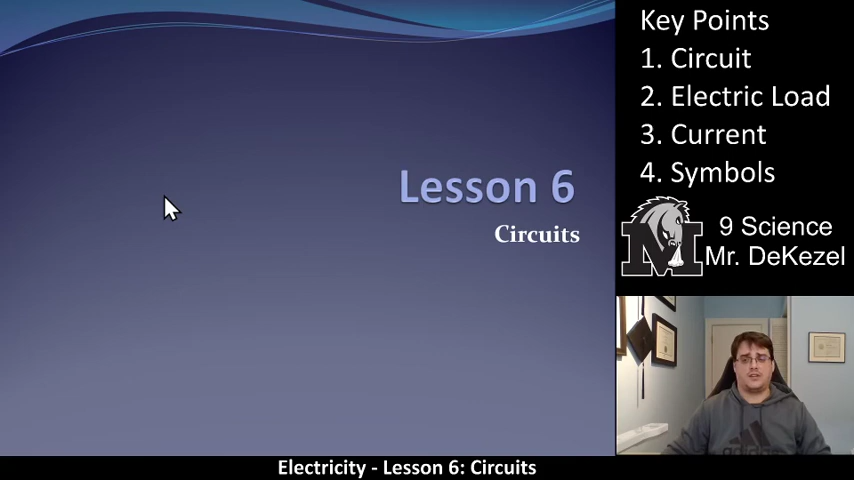 Lesson 6
Circuits
Key Points
1. Circuit
2. Electric Load
3. Current
4. Symbols
M
9 Science
Mr. DeKezel
adidas
Electricity - Lesson 6: Circuits